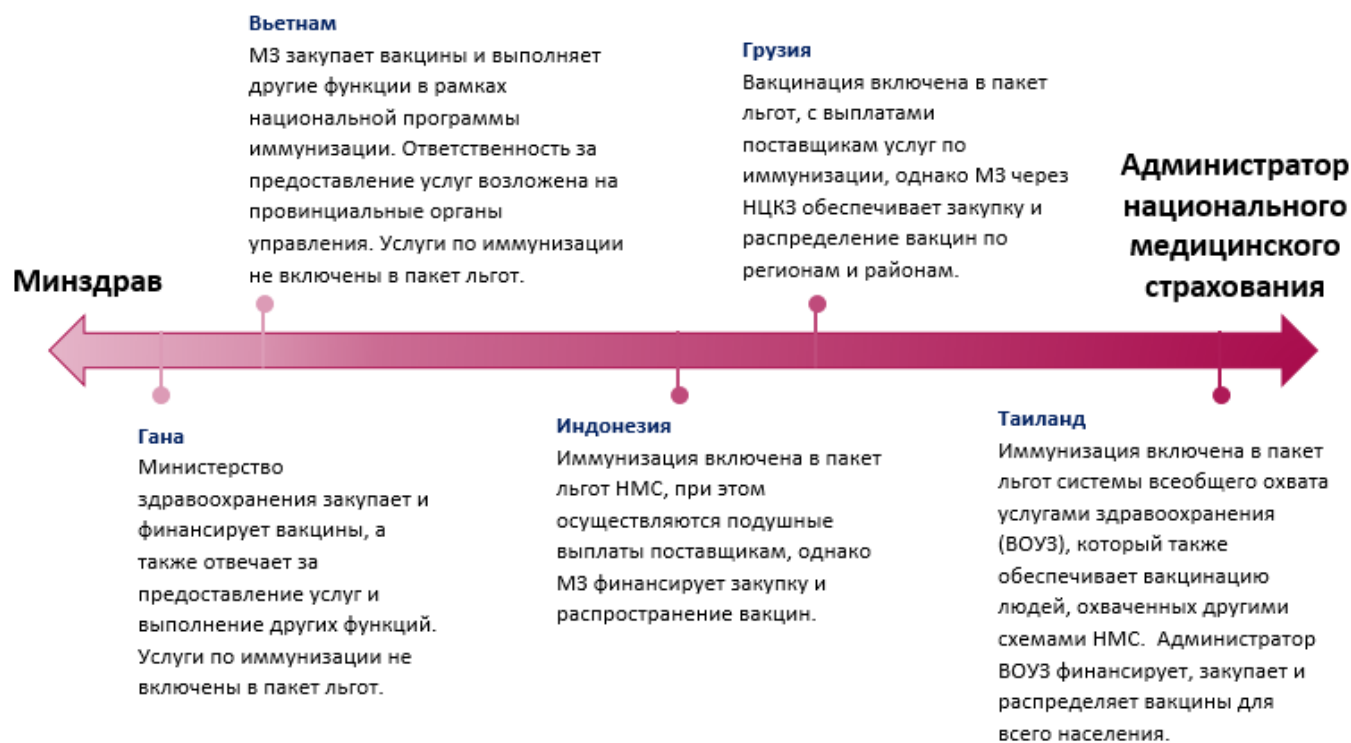 Вьетнам
МЗ закупает вакцины и выполняет
другие функции в рамках
национальной программы
иммунизации. Ответственность за
предоставление услуг возложена на
провинциальные органы
управления. Услуги по иммунизации
не включены в пакет льгот.
Грузия
Вакцинация включена в пакет
льгот, с выплатами
поставщикам услуг по
иммунизации, однако МЗ через
НЦКЗ обеспечивает закупку и
распределение вакцин по
регионам и районам.
Минздрав
Администратор
национального
медицинского
страхования
Гана
Министерство
здравоохранения закупает и
финансирует вакцины, а
также отвечает за
предоставление услуг и
выполнение других функций.
Услуги по иммунизации не
включены в пакет льгот.
Индонезия
Иммунизация включена в пакет
льгот НМС, при этом
осуществляются подушные
выплаты поставщикам, однако
МЗ финансирует закупку и
распространение вакцин.
Таиланд
Иммунизация включена в пакет
льгот системы всеобщего охвата
услугами здравоохранения
(ВОУЗ), который также
обеспечивает вакцинацию
людей, охваченных другими
схемами НМС. Администратор
ВОУЗ финансирует, закупает и
распределяет вакцины для
всего населения.